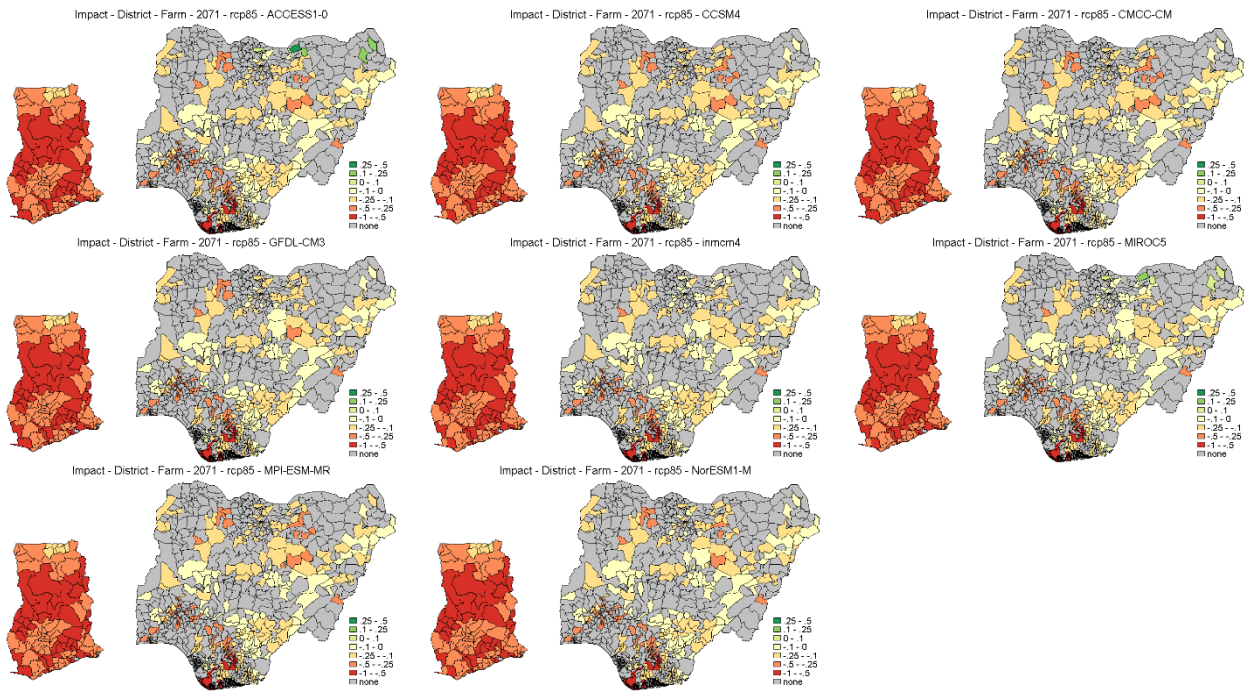 Impact - District - Farm - 2071 - rcp85 - ACCESS1-0
.25 - .5
.1 - .25
0 - .1
-.1 - 0
-.25 - -.1
-.5 - -.25
-1 - -.5
none
Impact - District - Farm - 2071 - rcp85 - CCSM4
.25 - .5
.1 - .25
0 - .1
-.1 - 0
-.25 - -.1
-.5 - -.25
-1 - -.5
none
Impact - District - Farm - 2071 - rcp85 - CMCC-CM
.25 - .5
.1 - .25
0 - .1
-.1 - 0
-.25 - -.1
-.5 - -.25
-1 - -.5
none
Impact - District - Farm - 2071 - rcp85 - GFDL-CM3
.25 - .5
.1 - .25
0 - .1
-.1 - 0
-.25 - -.1
-.5 - -.25
-1 - -.5
none
Impact - District - Farm - 2071 - rcp85 - inmcm4
.25 - .5
.1 - .25
0 - .1
-.1 - 0
-.25 - -.1
-.5 - -.25
-1 - -.5
none
Impact - District - Farm - 2071 - rcp85 - MIROC5
.25 - .5
.1 - .25
0 - .1
-.1 - 0
-.25 - -.1
-.5 - -.25
-1 - -.5
none
Impact - District - Farm - 2071 - rcp85 - MPI-ESM-MR
.25 - .5
.1 - .25
0 - .1
-.1 - 0
-.25 - -.1
-.5 - -.25
-1 - -.5
none
Impact - District - Farm - 2071 - rcp85 - NorESM1-M
.25 - .5
.1 - .25
0 - .1
-.1 - 0
-.25 - -.1
-.5 - -.25
-1 - -.5
none